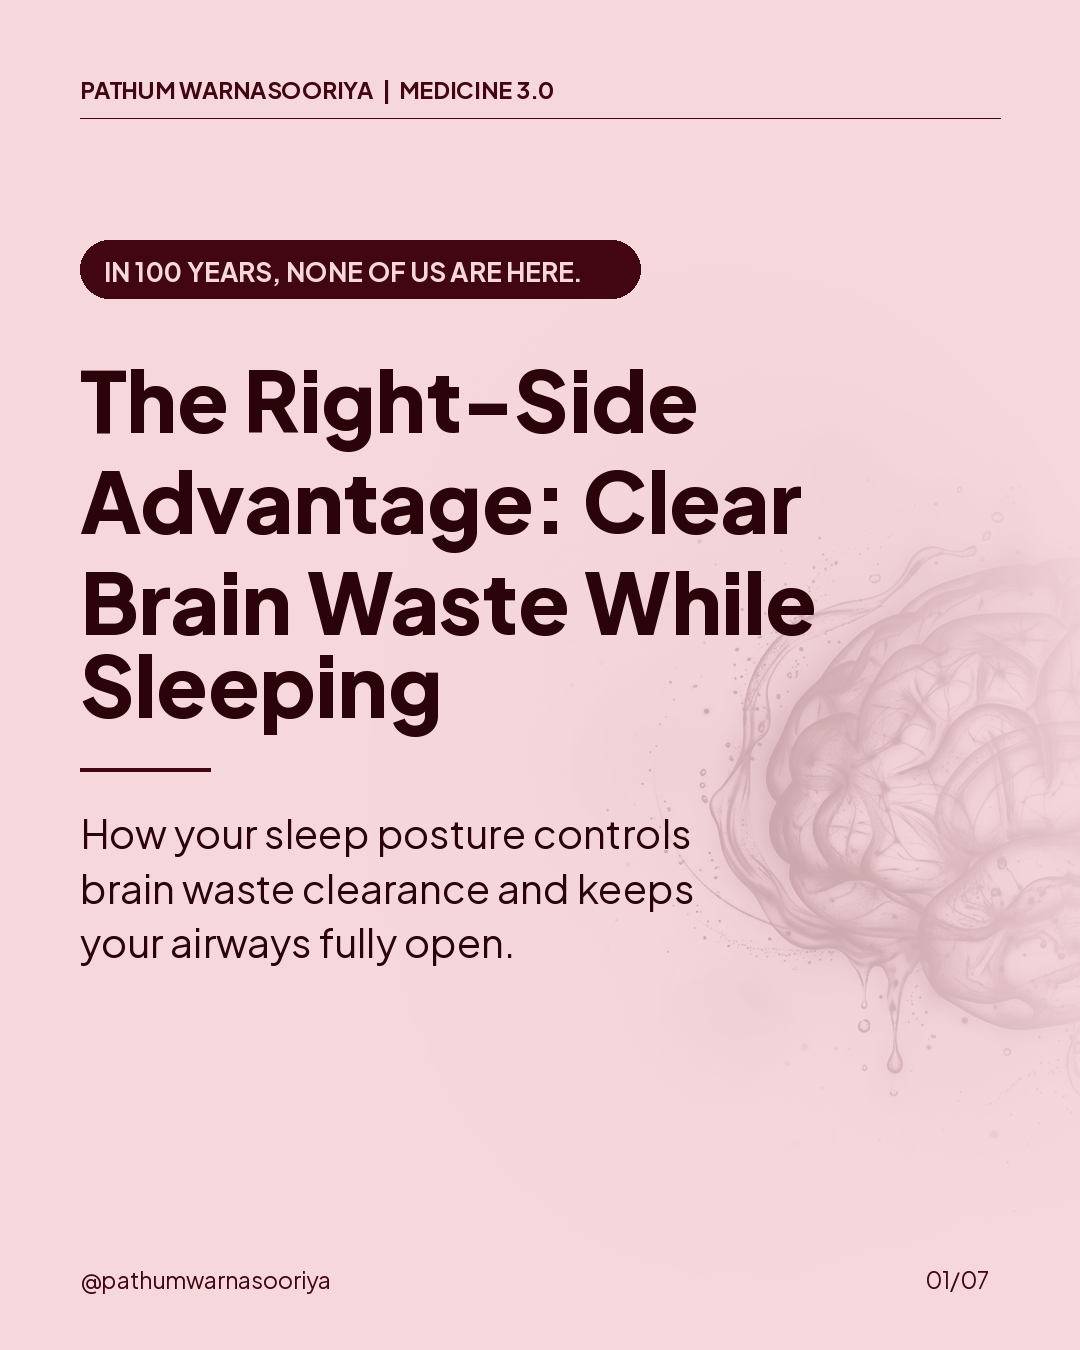 PATHUM WARNASOORIYA | MEDICINE 3.0
IN 100 YEARS, NONE OF US ARE HERE.
The Right-Side
Advantage: Clear
Brain Waste While
Sleeping
How your sleep posture controls
brain waste clearance and keeps
your airways fully open.
@pathumwarnasooriya
01/07